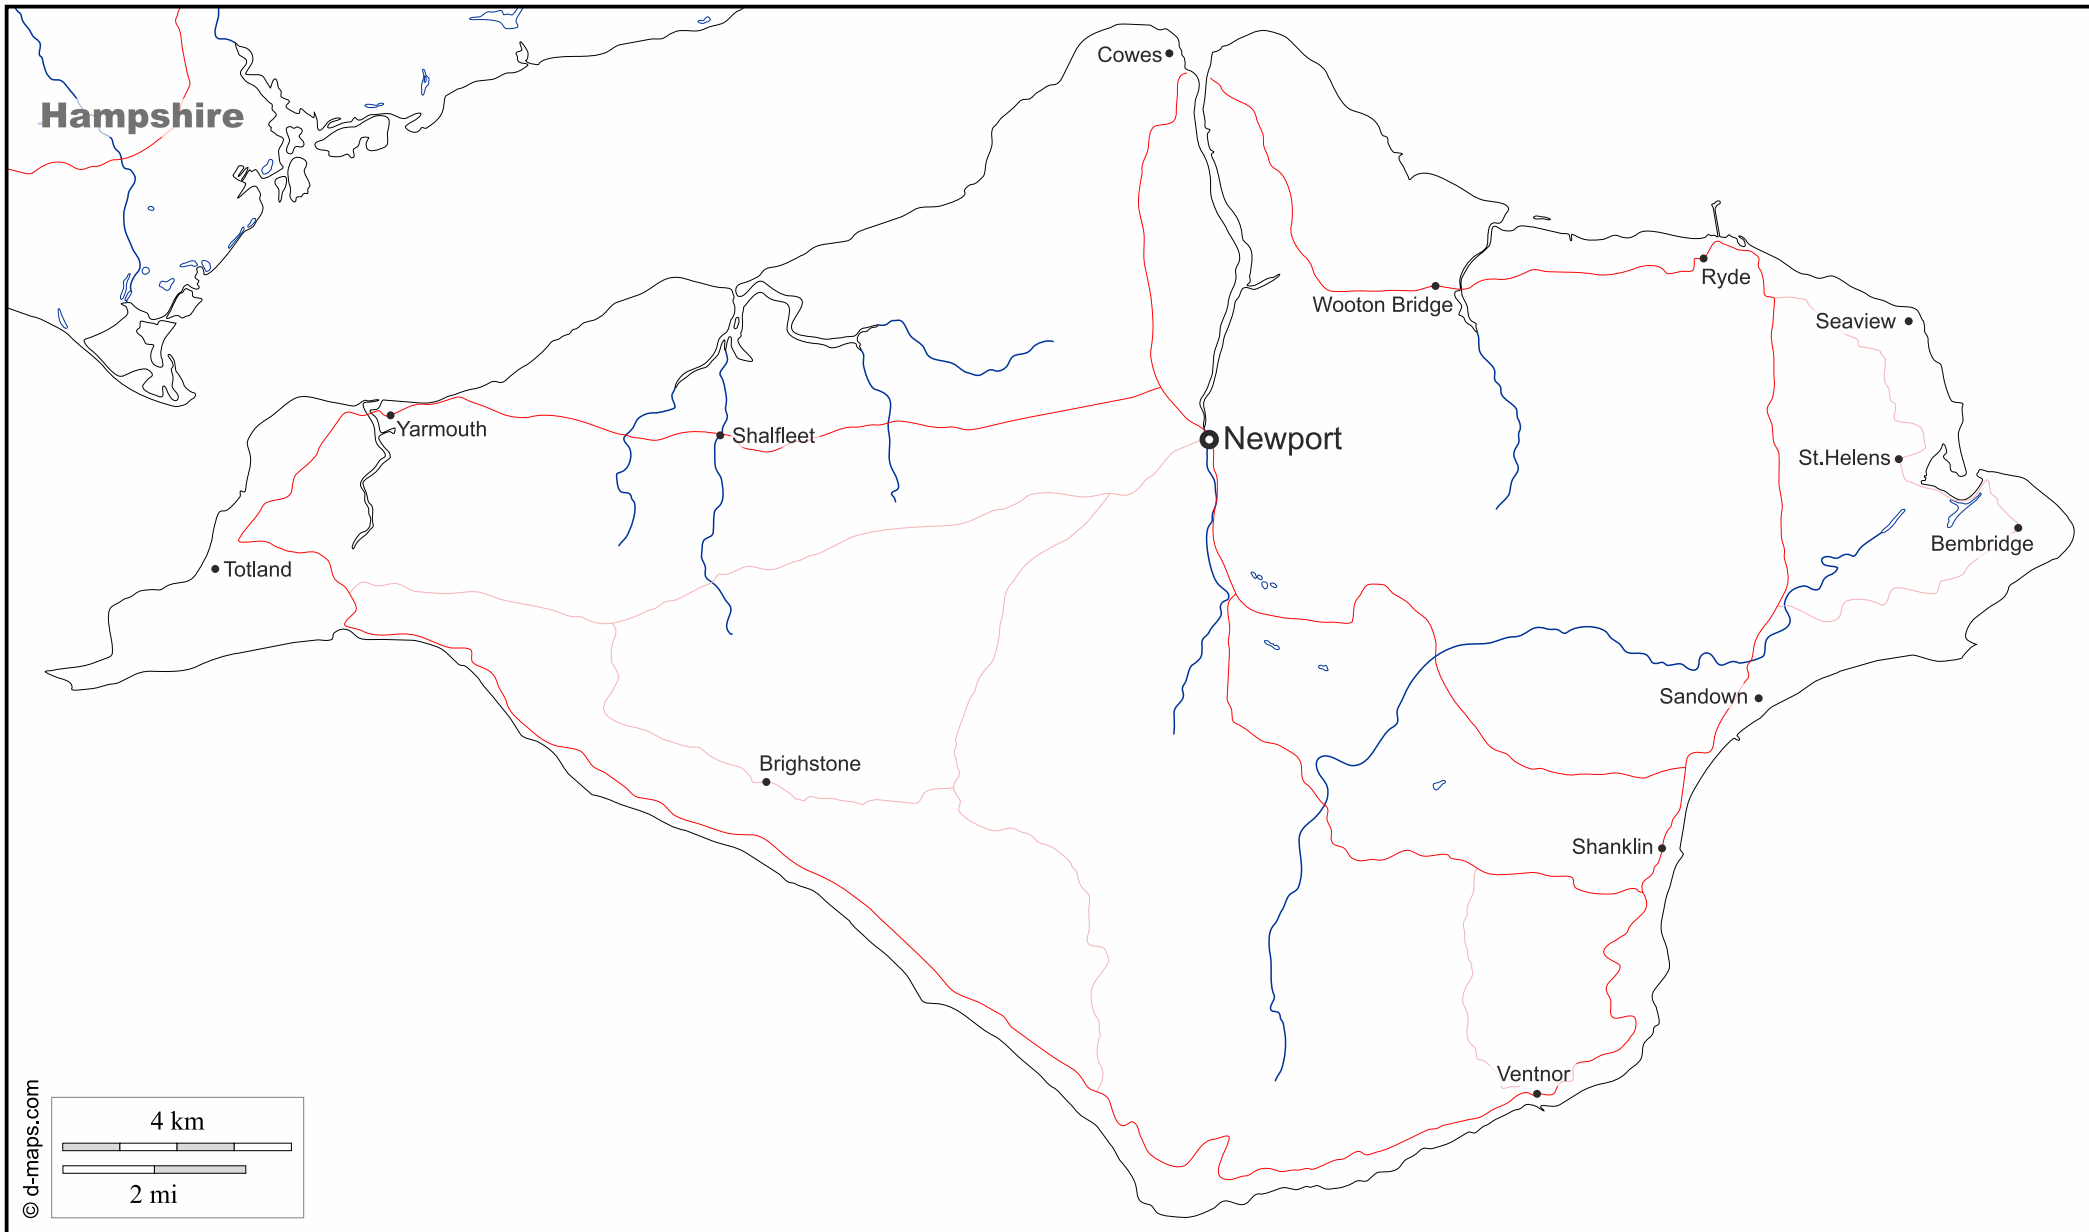 Cowes
Hampshire
Ryde
Wooton Bridge
Seaview
Yarmouth
Shalfleet
Newport
St.Helens
Bembridge
Totland
Sandown
Brighstone
Shanklin
Ventnor
4 km
2 mi
© d-maps.com